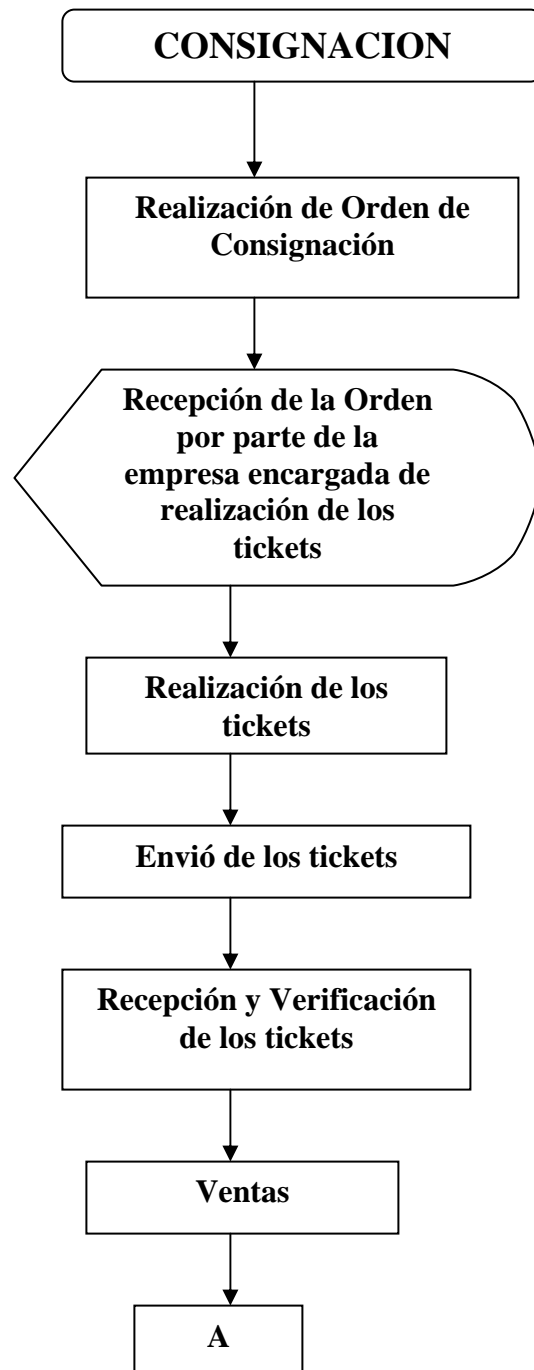 CONSIGNACION
Realización de Orden de
Consignación
Recepción de la Orden
por parte de la
empresa encargada de
realización de los
tickets
Realización de los
tickets
Envió de los tickets
Recepción y Verificación
de los tickets
Ventas
A